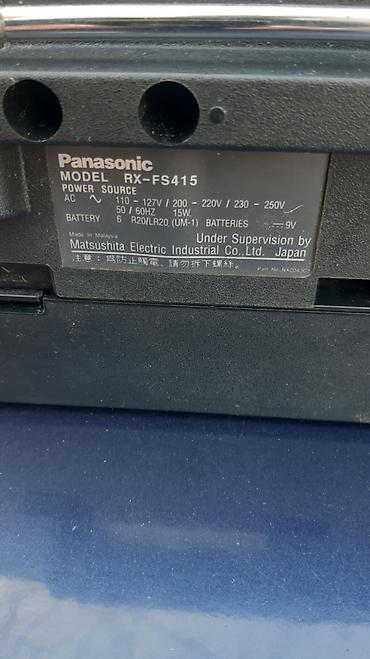 Panasonic
MODEL RX-FS415
POWER SOURCE
AC ∿ 110 - 127V / 200 - 220V / 230 - 250V
50 / 60HZ 15W
BATTERY 6 R20/LR20 (UM-1) BATTERIES ⎓ 9V
Made in Malaysia
Under Supervision by
Matsushita Electric Industrial Co., Ltd. Japan
注意：為防止觸電、請勿拆下螺絲。
Part No.